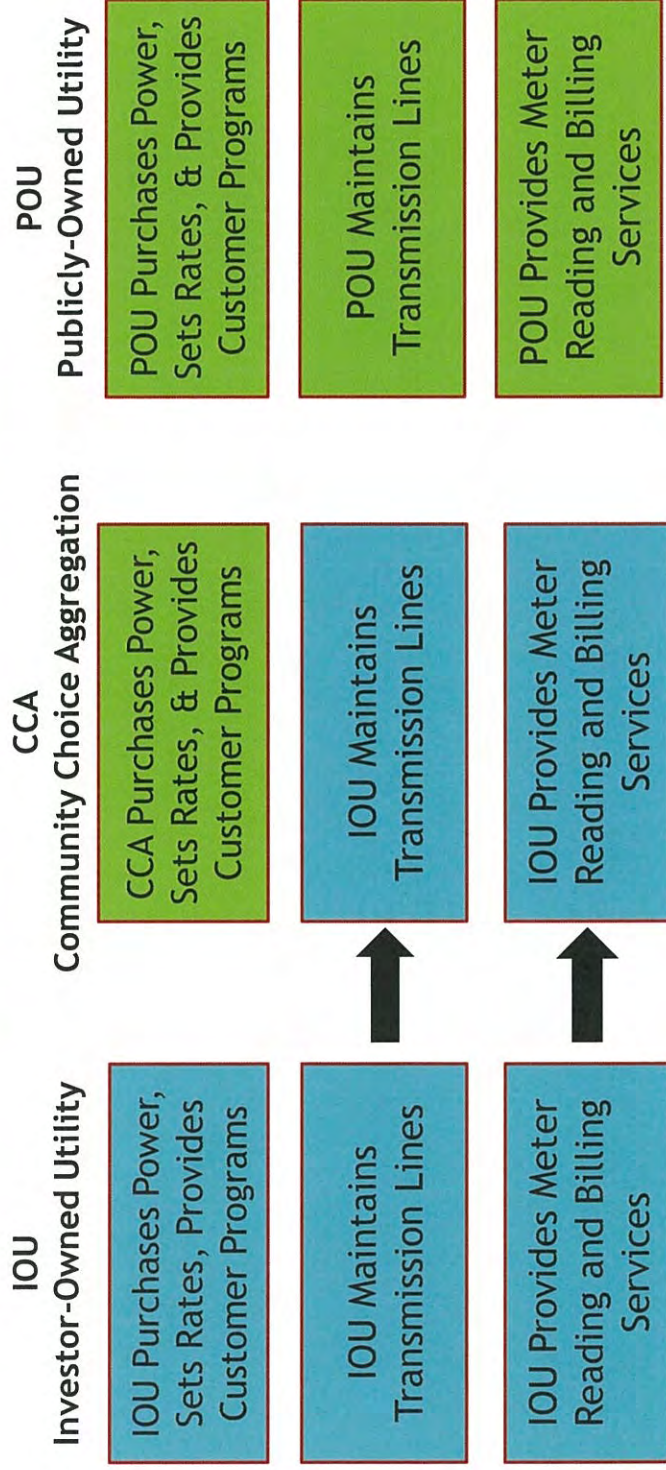 IOU
Investor-Owned Utility
IOU Purchases Power,
Sets Rates, Provides
Customer Programs
IOU Maintains
Transmission Lines
IOU Provides Meter
Reading and Billing
Services
CCA
Community Choice Aggregation
CCA Purchases Power,
Sets Rates, & Provides
Customer Programs
IOU Maintains
Transmission Lines
IOU Provides Meter
Reading and Billing
Services
POU
Publicly-Owned Utility
POU Purchases Power,
Sets Rates, & Provides
Customer Programs
POU Maintains
Transmission Lines
POU Provides Meter
Reading and Billing
Services